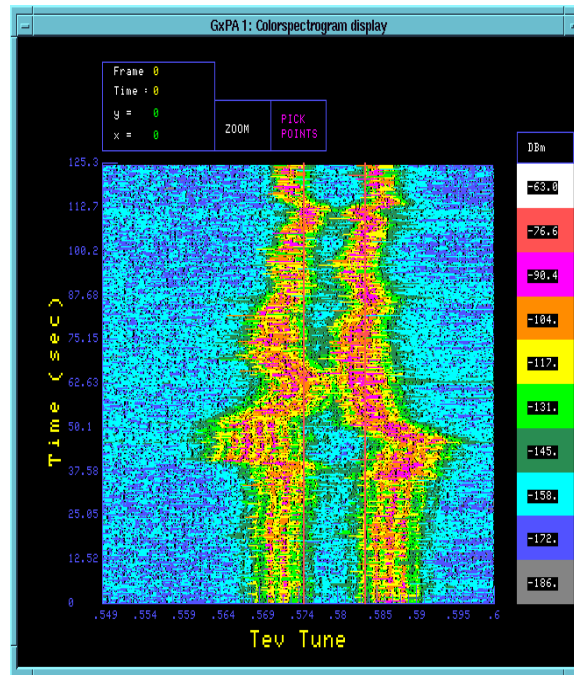 GxPA1: Colorspectrogram display
Frame 0
Time : 0
y = 0
x = 0
ZOOM
PICK
POINTS
DBm
-63.0
-76.6
-90.4
-104.
-117.
-131.
-145.
-158.
-172.
-186.
125.3
112.7
100.2
87.68
75.15
62.63
50.1
37.58
25.05
12.52
0
Time (sec)
.549 .554 .559 .564 .569 .574 .58 .585 .59 .595 .6
Tev Tune